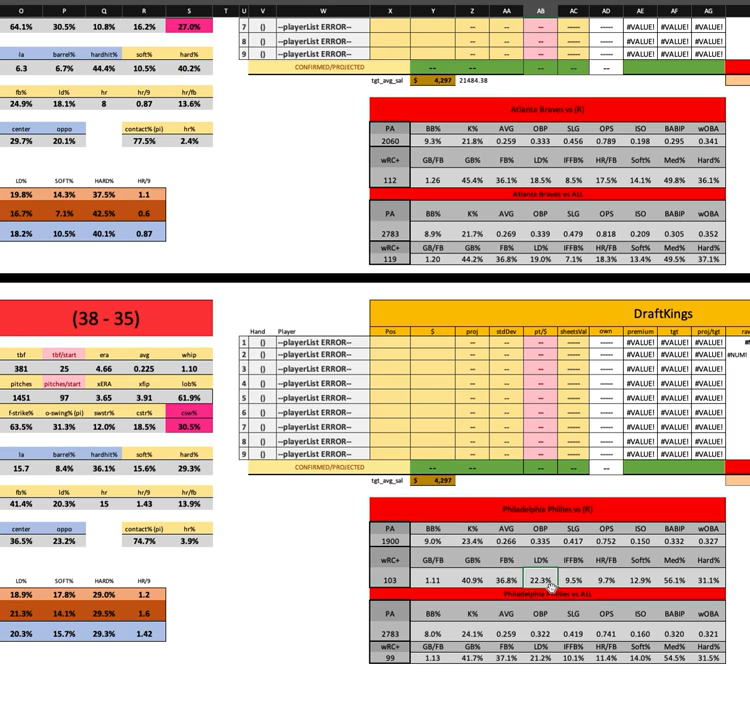 O P Q R S T U V W X Y Z AA AB AC AD AE AF AG
64.1% 30.5% 10.8% 16.2% 27.0% 7 () --playerList ERROR-- -- -- -- ----- ----- #VALUE! #VALUE! #VALUE!
8 () --playerList ERROR-- -- -- -- ----- ----- #VALUE! #VALUE! #VALUE!
la barrel% hardhit% soft% hard% 9 () --playerList ERROR-- -- -- -- ----- ----- #VALUE! #VALUE! #VALUE!
6.3 6.7% 44.4% 10.5% 40.2% CONFIRMED/PROJECTED -- -- -- -- --
tgt_avg_sal $ 4,297 21484.38
fb% ld% hr hr/9 hr/fb
24.9% 18.1% 8 0.87 13.6%
Atlanta Braves vs (R)
center oppo contact% (pi) hr% PA BB% K% AVG OBP SLG OPS ISO BABIP wOBA
29.7% 20.1% 77.5% 2.4% 2060 9.3% 21.8% 0.259 0.333 0.456 0.789 0.198 0.295 0.341
wRC+ GB/FB GB% FB% LD% IFFB% HR/FB Soft% Med% Hard%
LD% SOFT% HARD% HR/9 112 1.26 45.4% 36.1% 18.5% 8.5% 17.5% 14.1% 49.8% 36.1%
19.8% 14.3% 37.5% 1.1 Atlanta Braves vs ALL
16.7% 7.1% 42.5% 0.6 PA BB% K% AVG OBP SLG OPS ISO BABIP wOBA
18.2% 10.5% 40.1% 0.87 2783 8.9% 21.7% 0.269 0.339 0.479 0.818 0.209 0.305 0.352
wRC+ GB/FB GB% FB% LD% IFFB% HR/FB Soft% Med% Hard%
119 1.20 44.2% 36.8% 19.0% 7.1% 18.3% 13.4% 49.5% 37.1%
(38 - 35) DraftKings
Hand Player Pos $ proj stdDev pt/$ sheetsVal own premium tgt proj/tgt
1 () --playerList ERROR-- -- -- -- ----- ----- #VALUE! #VALUE! #VALUE!
tbf tbf/start era avg whip 2 () --playerList ERROR-- -- -- -- ----- ----- #VALUE! #VALUE! #VALUE! #NUM!
381 25 4.66 0.225 1.10 3 () --playerList ERROR-- -- -- -- ----- ----- #VALUE! #VALUE! #VALUE!
pitches pitches/start xERA xfip lob% 4 () --playerList ERROR-- -- -- -- ----- ----- #VALUE! #VALUE! #VALUE!
1451 97 3.65 3.91 61.9% 5 () --playerList ERROR-- -- -- -- ----- ----- #VALUE! #VALUE! #VALUE!
f-strike% o-swing% (pi) swstr% cstr% csw% 6 () --playerList ERROR-- -- -- -- ----- ----- #VALUE! #VALUE! #VALUE!
63.5% 31.3% 12.0% 18.5% 30.5% 7 () --playerList ERROR-- -- -- -- ----- ----- #VALUE! #VALUE! #VALUE!
8 () --playerList ERROR-- -- -- -- ----- ----- #VALUE! #VALUE! #VALUE!
la barrel% hardhit% soft% hard% 9 () --playerList ERROR-- -- -- -- ----- ----- #VALUE! #VALUE! #VALUE!
15.7 8.4% 36.1% 15.6% 29.3% CONFIRMED/PROJECTED -- -- -- -- --
tgt_avg_sal $ 4,297
fb% ld% hr hr/9 hr/fb
41.4% 20.3% 15 1.43 13.9%
Philadelphia Phillies vs (R)
center oppo contact% (pi) hr% PA BB% K% AVG OBP SLG OPS ISO BABIP wOBA
36.5% 23.2% 74.7% 3.9% 1900 9.0% 23.4% 0.266 0.335 0.417 0.752 0.150 0.332 0.327
wRC+ GB/FB GB% FB% LD% IFFB% HR/FB Soft% Med% Hard%
LD% SOFT% HARD% HR/9 103 1.11 40.9% 36.8% 22.3% 9.5% 9.7% 12.9% 56.1% 31.1%
18.9% 17.8% 29.0% 1.2 Philadelphia Phillies vs ALL
21.3% 14.1% 29.5% 1.6 PA BB% K% AVG OBP SLG OPS ISO BABIP wOBA
20.3% 15.7% 29.3% 1.42 2783 8.0% 24.1% 0.259 0.322 0.419 0.741 0.160 0.320 0.321
wRC+ GB/FB GB% FB% LD% IFFB% HR/FB Soft% Med% Hard%
99 1.13 41.7% 37.1% 21.2% 10.1% 11.4% 14.0% 54.5% 31.5%